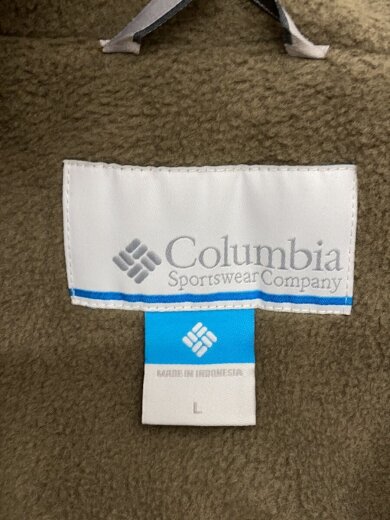 Columbia
Sportswear Company
MADE IN INDONESIA
L